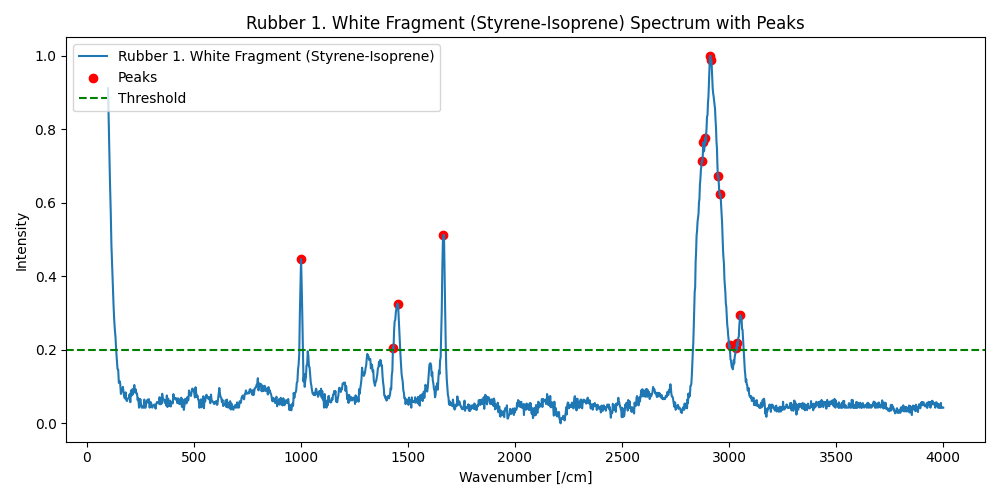 Rubber 1. White Fragment (Styrene-Isoprene) Spectrum with Peaks
Rubber 1. White Fragment (Styrene-Isoprene)
Peaks
Threshold
1.0
0.8
0.6
0.4
0.2
0.0
Intensity
0 500 1000 1500 2000 2500 3000 3500 4000
Wavenumber [/cm]